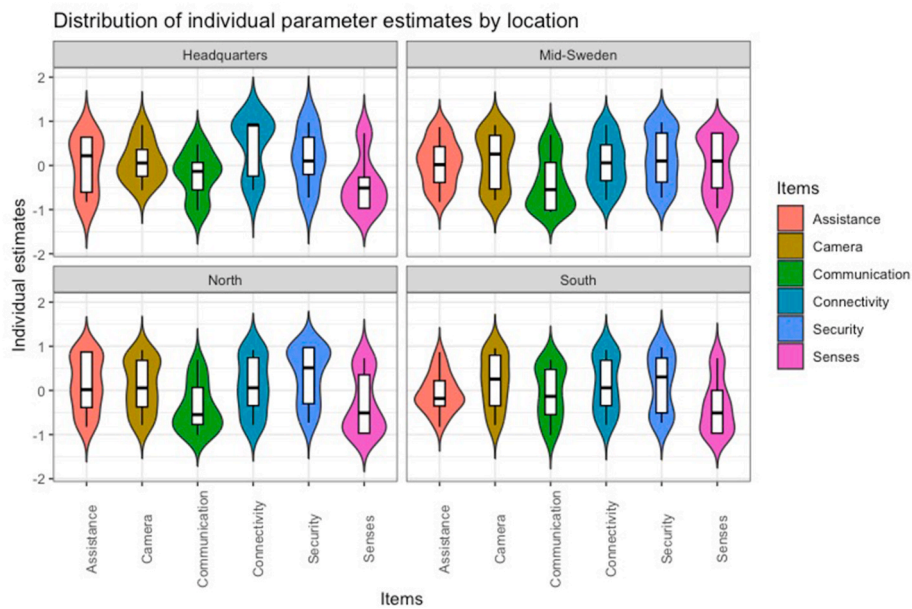 Distribution of individual parameter estimates by location
Headquarters
Mid-Sweden
2
1
0
-1
-2
North
South
2
1
0
-1
-2
Individual estimates
Assistance
Camera
Communication
Connectivity
Security
Senses
Assistance
Camera
Communication
Connectivity
Security
Senses
Items
Items
Assistance
Camera
Communication
Connectivity
Security
Senses